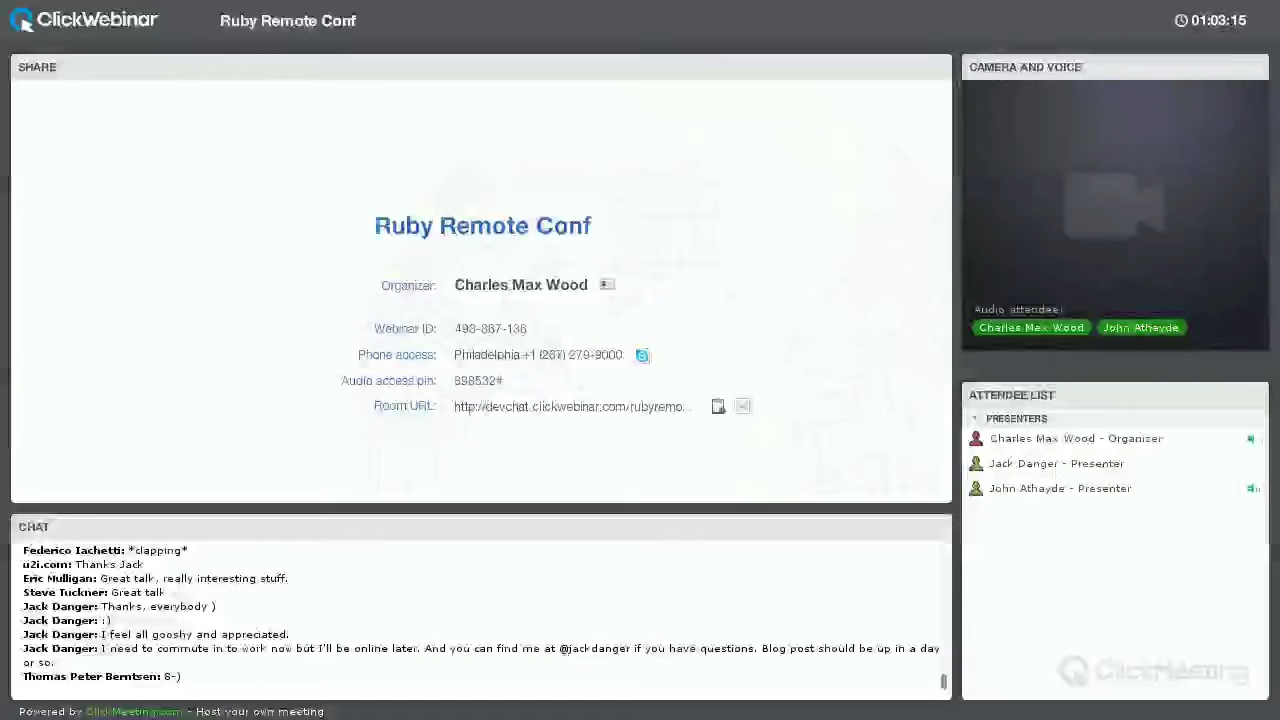 ClickWebinar
Ruby Remote Conf
01:03:15
SHARE
Ruby Remote Conf
Organizer: Charles Max Wood
Webinar ID: 493-867-136
Phone access: Philadelphia +1 (267) 279-9000
Audio access pin: 898532#
Room URL: http://devchat.clickwebinar.com/rubyremo...
CAMERA AND VOICE
Audio attendee:
Charles Max Wood John Athayde
ATTENDEE LIST
PRESENTERS
Charles Max Wood - Organizer
Jack Danger - Presenter
John Athayde - Presenter
ClickMeeting
CHAT
Federico Iachetti: *clapping*
u2i.com: Thanks Jack
Eric Mulligan: Great talk, really interesting stuff.
Steve Tuckner: Great talk
Jack Danger: Thanks, everybody )
Jack Danger: :)
Jack Danger: I feel all gooshy and appreciated.
Jack Danger: I need to commute in to work now but I'll be online later. And you can find me at @jackdanger if you have questions. Blog post should be up in a day
or so.
Thomas Peter Berntsen: 8-)
Powered by ClickMeeting.com - Host your own meeting